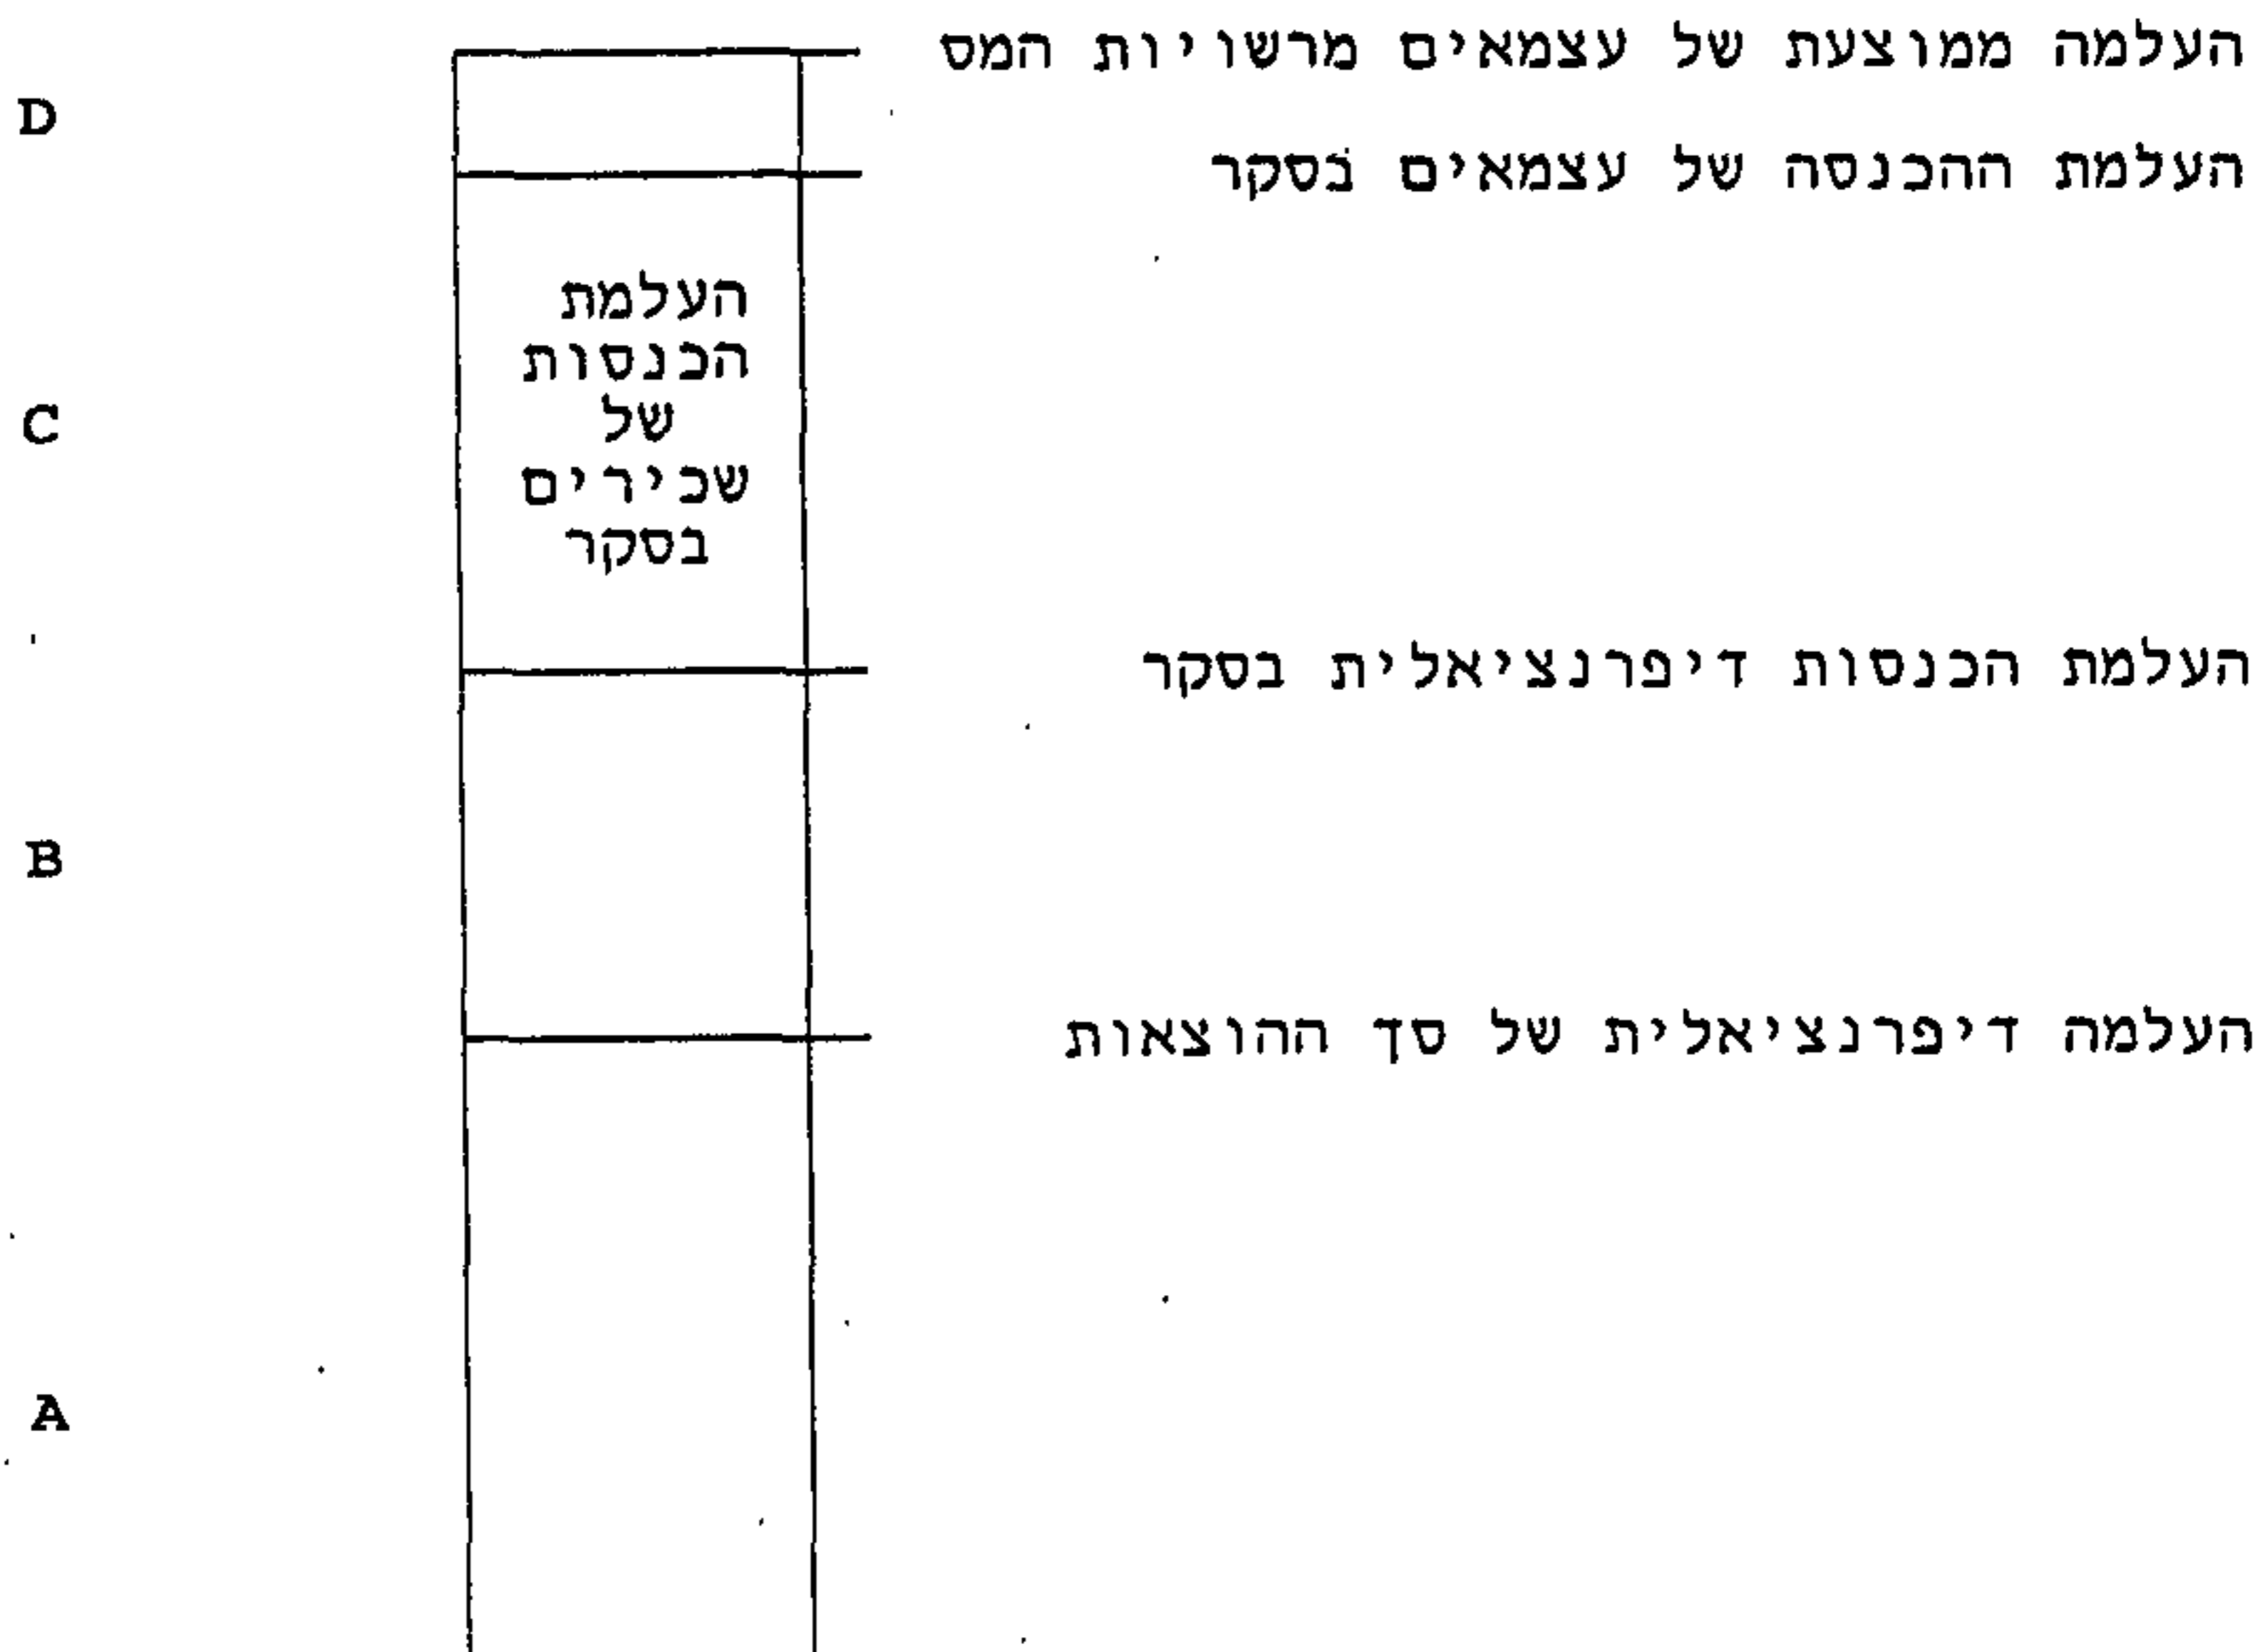 העלמה ממוצעת של עצמאים מרשויות המס
D
העלמת ההכנסה של עצמאים בסקר
העלמת
הכנסות
של
שכירים
בסקר
C
העלמת הכנסות דיפרנציאלית בסקר
B
העלמה דיפרנציאלית של סך ההוצאות
A